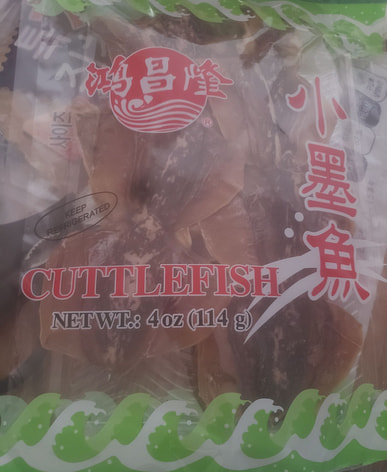 鴻昌隆
®
小墨魚
KEEP
REFRIGERATED
CUTTLEFISH
NET WT.: 4 oz (114 g)